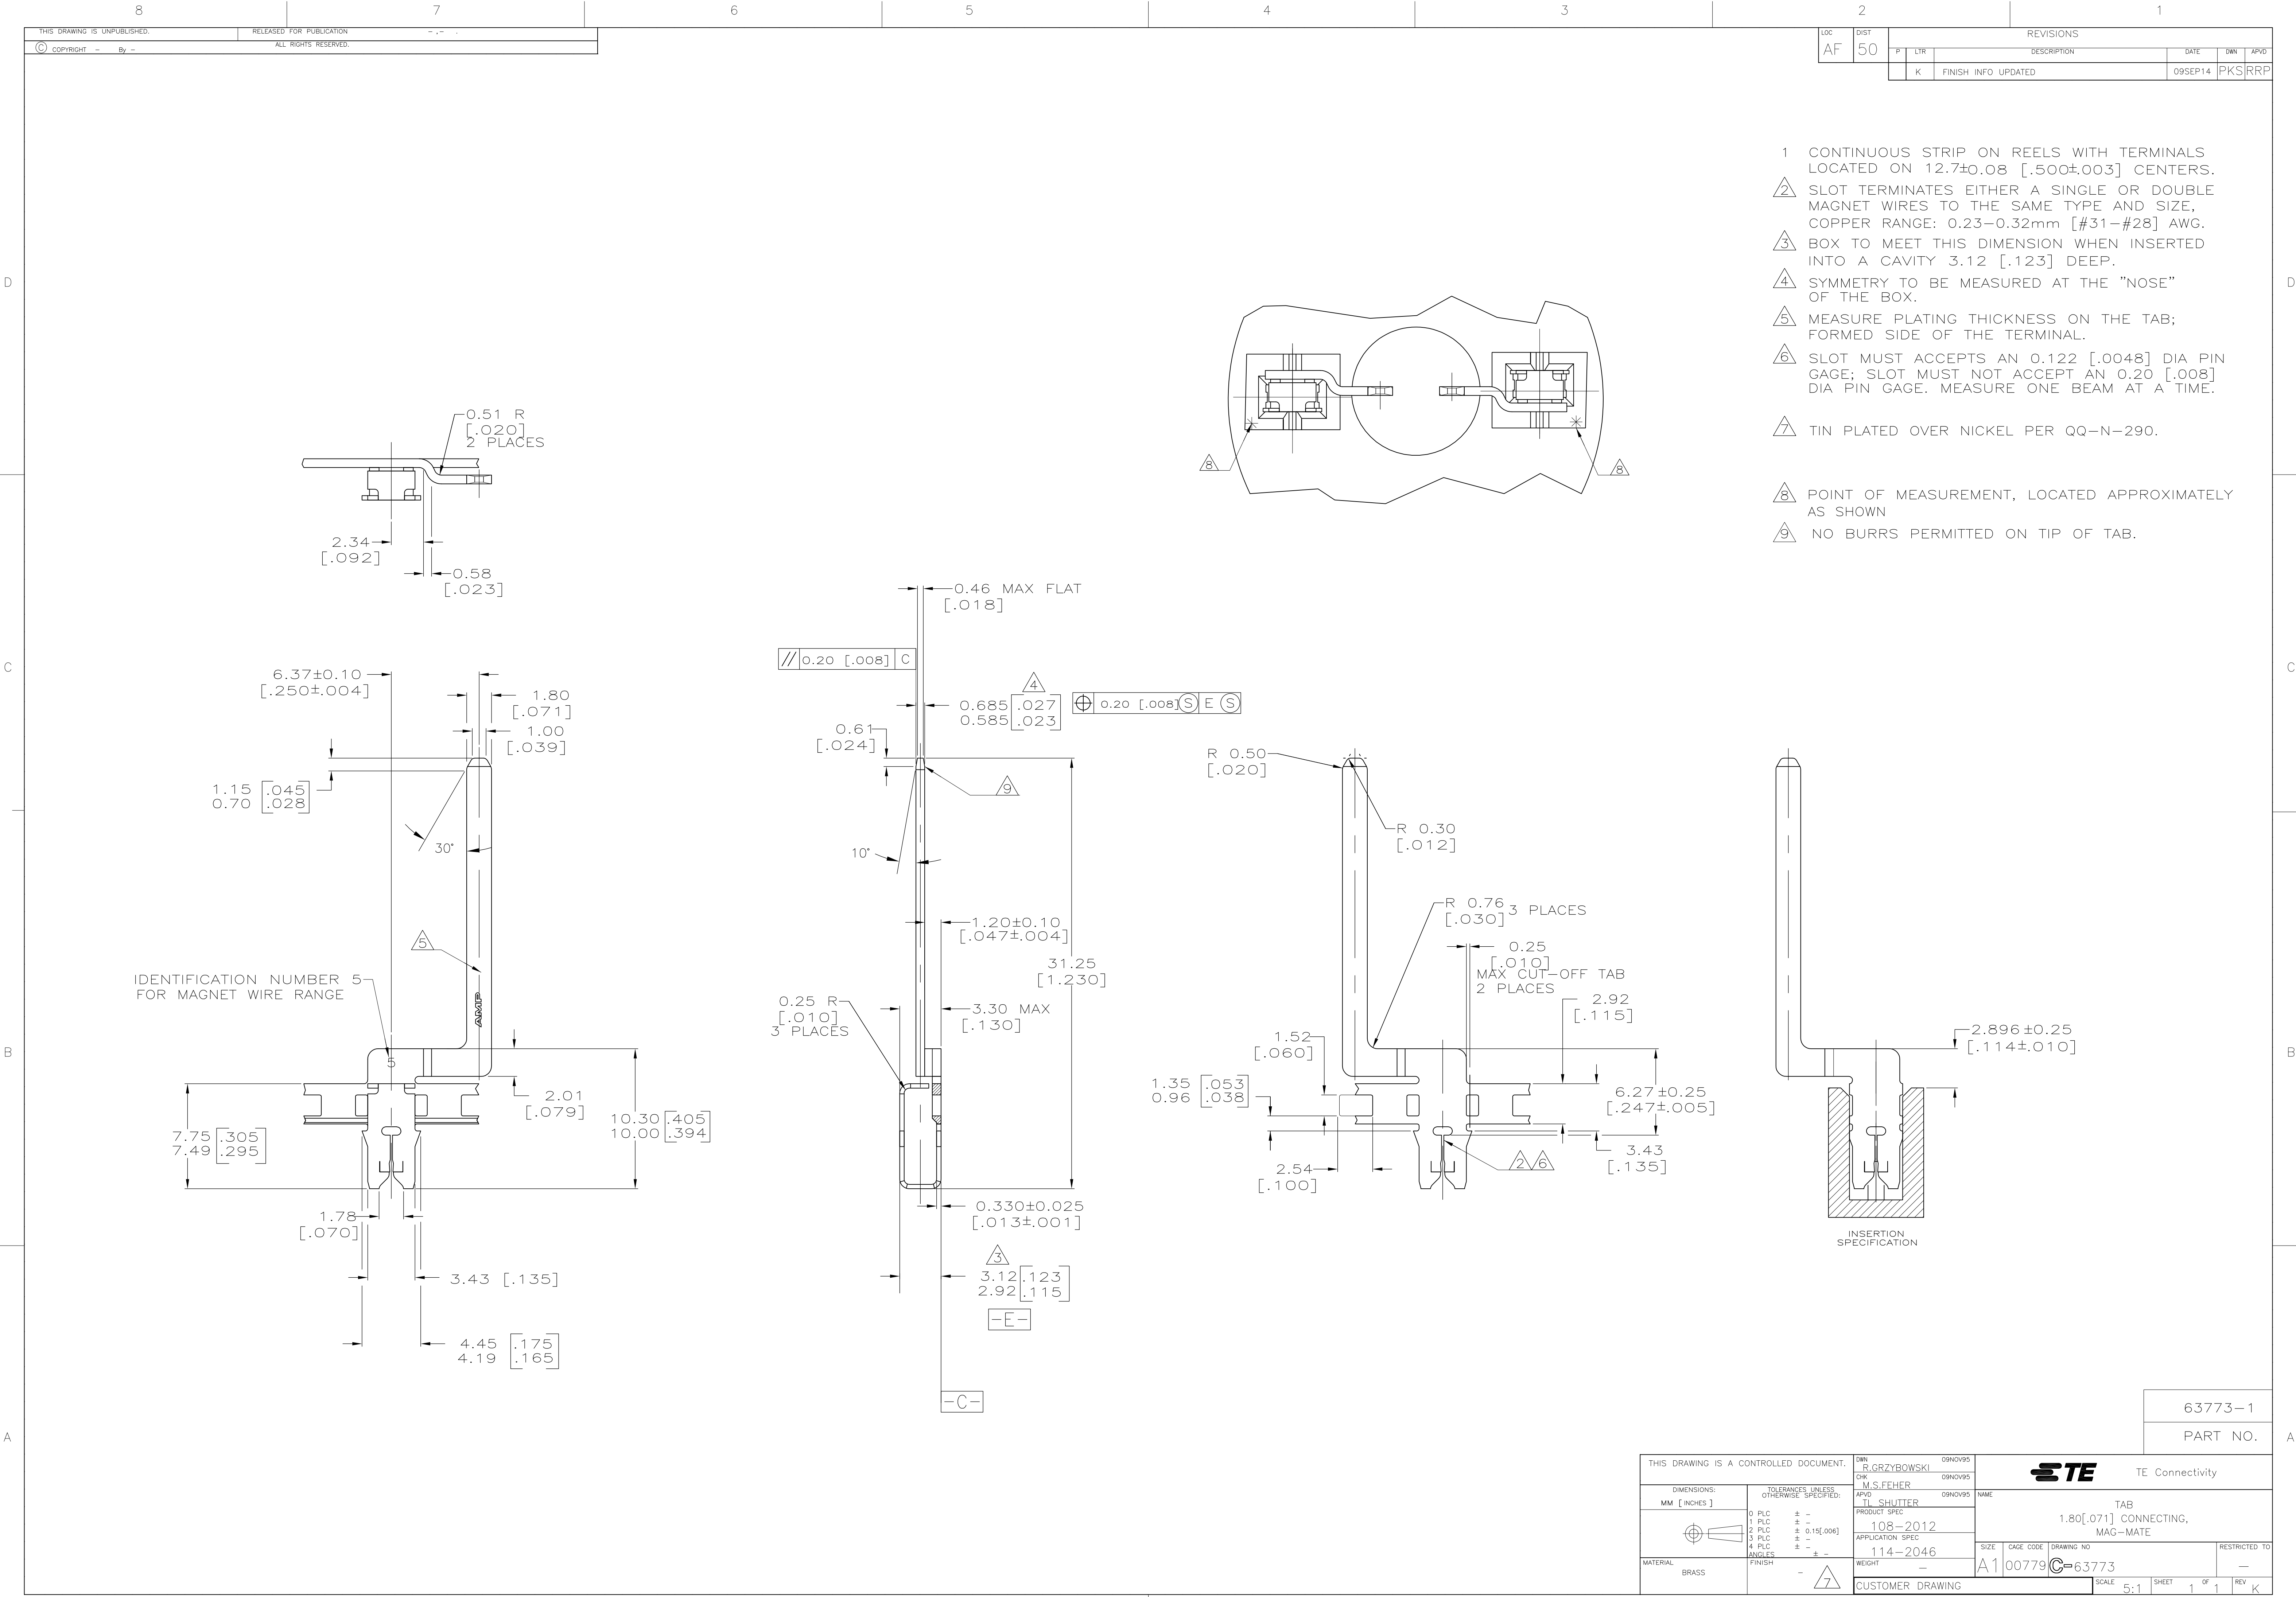 8 7 6 5 4 3 2 1
THIS DRAWING IS UNPUBLISHED. RELEASED FOR PUBLICATION – ,– .
© COPYRIGHT – By – ALL RIGHTS RESERVED.
LOC DIST REVISIONS
AF 50
P LTR DESCRIPTION DATE DWN APVD
K FINISH INFO UPDATED 09SEP14 PKS RRP
1 CONTINUOUS STRIP ON REELS WITH TERMINALS
LOCATED ON 12.7±0.08 [.500±.003] CENTERS.
2 SLOT TERMINATES EITHER A SINGLE OR DOUBLE
MAGNET WIRES TO THE SAME TYPE AND SIZE,
COPPER RANGE: 0.23–0.32mm [#31–#28] AWG.
3 BOX TO MEET THIS DIMENSION WHEN INSERTED
INTO A CAVITY 3.12 [.123] DEEP.
4 SYMMETRY TO BE MEASURED AT THE "NOSE"
OF THE BOX.
5 MEASURE PLATING THICKNESS ON THE TAB;
FORMED SIDE OF THE TERMINAL.
6 SLOT MUST ACCEPTS AN 0.122 [.0048] DIA PIN
GAGE; SLOT MUST NOT ACCEPT AN 0.20 [.008]
DIA PIN GAGE. MEASURE ONE BEAM AT A TIME.
7 TIN PLATED OVER NICKEL PER QQ–N–290.
8 POINT OF MEASUREMENT, LOCATED APPROXIMATELY
AS SHOWN
9 NO BURRS PERMITTED ON TIP OF TAB.
D D
C C
B B
A A
0.51 R
[.020]
2 PLACES
2.34
[.092]
0.58
[.023]
8 8
6.37±0.10
[.250±.004]
1.80
[.071]
1.00
[.039]
1.15 [.045
0.70 .028]
30°
5
IDENTIFICATION NUMBER 5
FOR MAGNET WIRE RANGE
AMP
5
2.01
[.079]
10.30 [.405
10.00 .394]
7.75 [.305
7.49 .295]
1.78
[.070]
3.43 [.135]
4.45 [.175
4.19 .165]
0.46 MAX FLAT
[.018]
// 0.20 [.008] C
4
0.685 [.027
0.585 .023]
⌖ 0.20 [.008] Ⓢ E Ⓢ
0.61
[.024]
9
10°
1.20±0.10
[.047±.004]
31.25
[1.230]
0.25 R
[.010]
3 PLACES
3.30 MAX
[.130]
0.330±0.025
[.013±.001]
3
3.12 [.123
2.92 .115]
–E–
–C–
R 0.50
[.020]
R 0.30
[.012]
R 0.76
[.030] 3 PLACES
0.25
[.010]
MAX CUT–OFF TAB
2 PLACES
2.92
[.115]
1.52
[.060]
1.35 [.053
0.96 .038]
6.27±0.25
[.247±.005]
3.43
[.135]
2 6
2.54
[.100]
2.896±0.25
[.114±.010]
INSERTION
SPECIFICATION
63773–1
PART NO.
THIS DRAWING IS A CONTROLLED DOCUMENT.
DIMENSIONS:
MM [ INCHES ]
TOLERANCES UNLESS
OTHERWISE SPECIFIED:
0 PLC ± –
1 PLC ± –
2 PLC ± 0.15[.006]
3 PLC ± –
4 PLC ± –
ANGLES ± –
MATERIAL
BRASS
FINISH
– 7
DWN 09NOV95
R.GRZYBOWSKI
CHK 09NOV95
M.S.FEHER
APVD 09NOV95
TL SHUTTER
PRODUCT SPEC
108–2012
APPLICATION SPEC
114–2046
WEIGHT
–
CUSTOMER DRAWING
TE TE Connectivity
NAME
TAB
1.80[.071] CONNECTING,
MAG–MATE
SIZE CAGE CODE DRAWING NO RESTRICTED TO
A1 00779 C–63773 –
SCALE 5:1 SHEET 1 OF 1 REV K